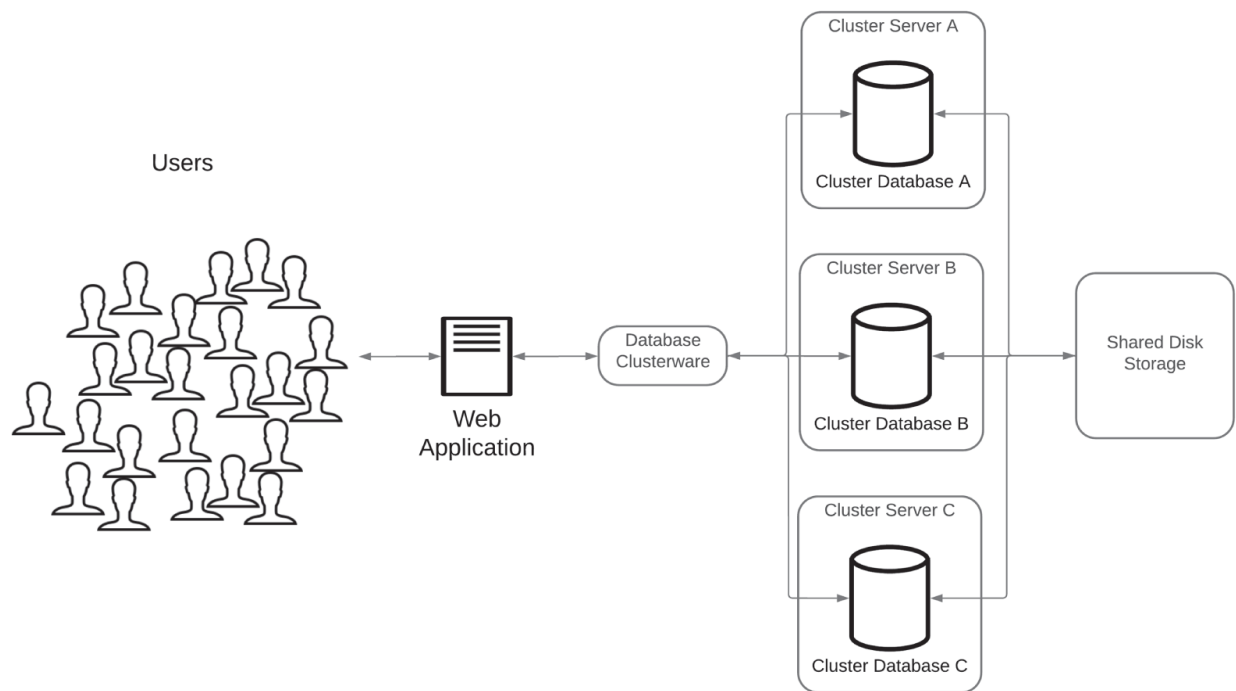 Users
Web
Application
Database
Clusterware
Cluster Server A
Cluster Database A
Cluster Server B
Cluster Database B
Cluster Server C
Cluster Database C
Shared Disk
Storage